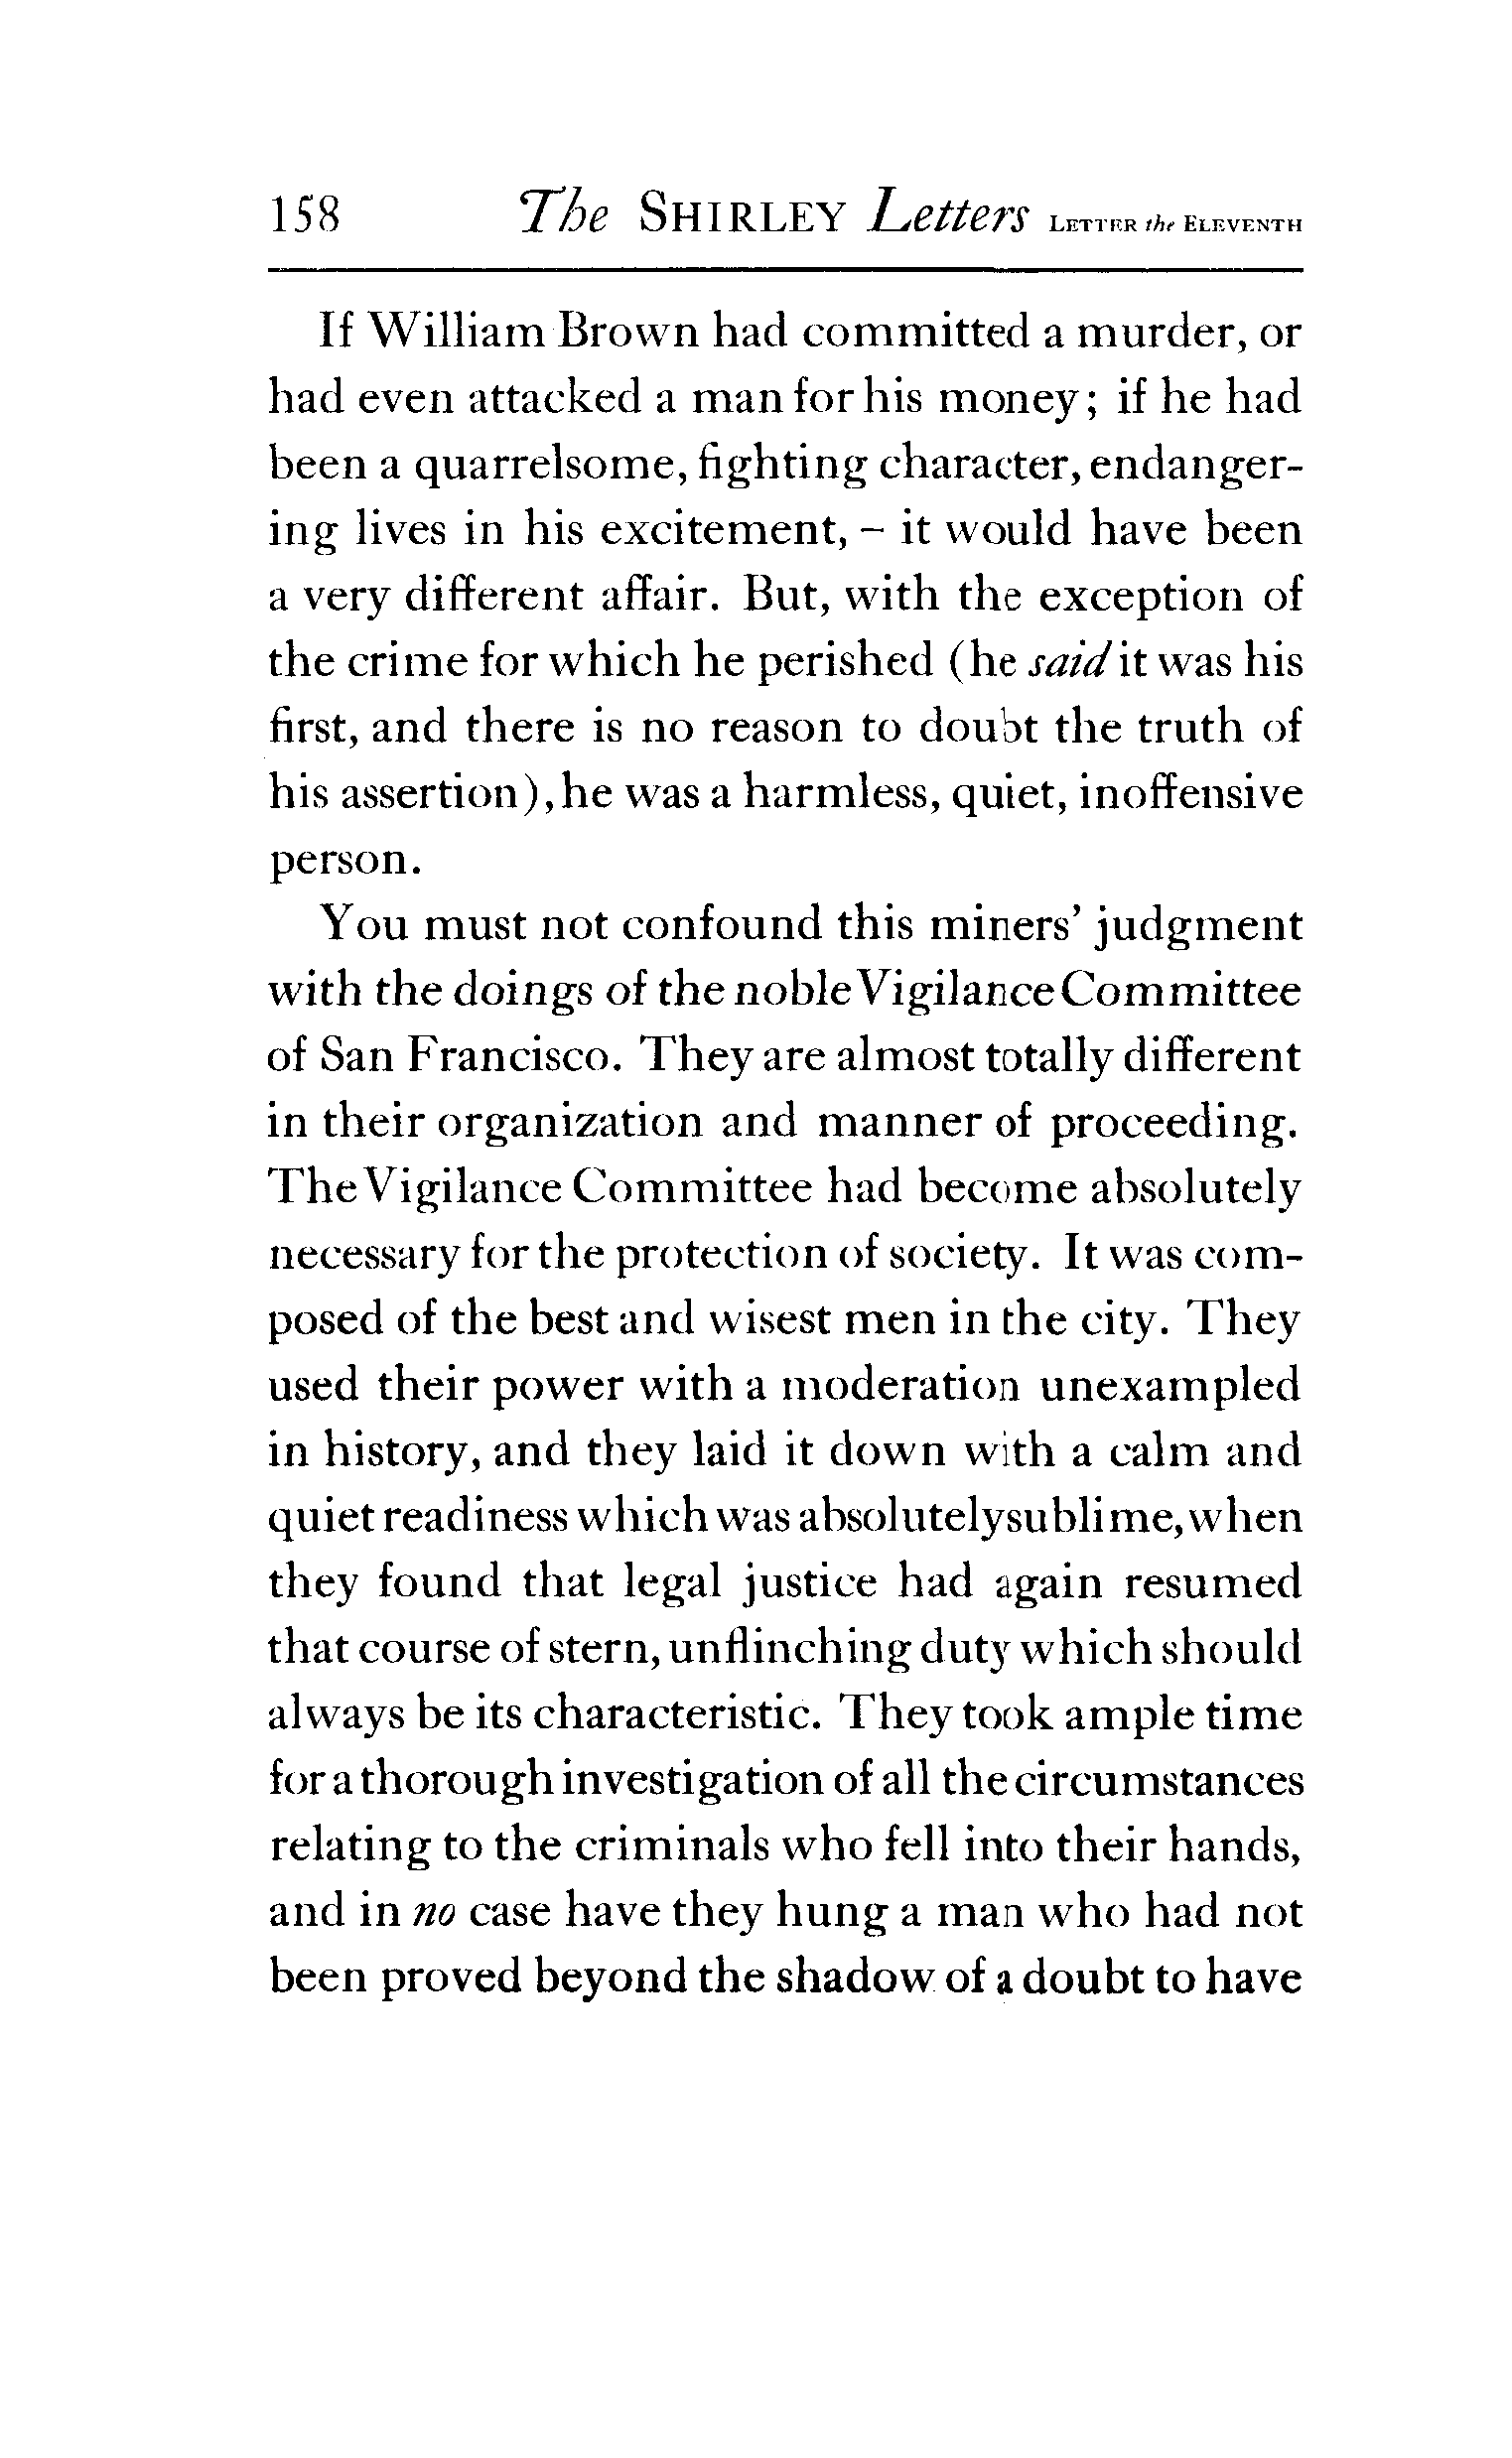 158 The SHIRLEY Letters LETTER the ELEVENTH
If William Brown had committed a murder, or
had even attacked a man for his money; if he had
been a quarrelsome, fighting character, endanger-
ing lives in his excitement, – it would have been
a very different affair. But, with the exception of
the crime for which he perished (he said it was his
first, and there is no reason to doubt the truth of
his assertion), he was a harmless, quiet, inoffensive
person.
You must not confound this miners’ judgment
with the doings of the noble Vigilance Committee
of San Francisco. They are almost totally different
in their organization and manner of proceeding.
The Vigilance Committee had become absolutely
necessary for the protection of society. It was com-
posed of the best and wisest men in the city. They
used their power with a moderation unexampled
in history, and they laid it down with a calm and
quiet readiness which was absolutely sublime, when
they found that legal justice had again resumed
that course of stern, unflinching duty which should
always be its characteristic. They took ample time
for a thorough investigation of all the circumstances
relating to the criminals who fell into their hands,
and in no case have they hung a man who had not
been proved beyond the shadow of a doubt to have